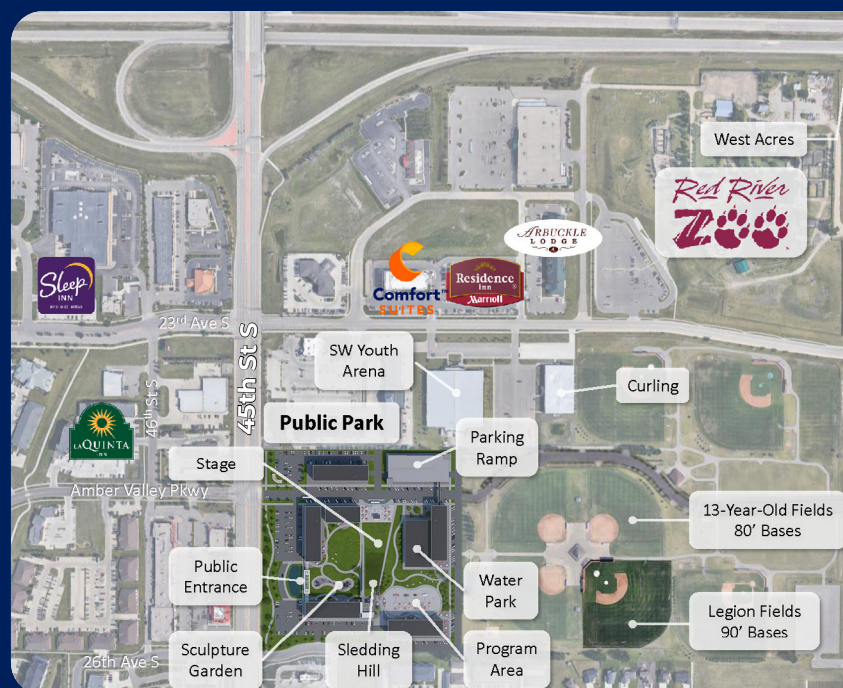 West Acres
Red River
ZOO
ARBUCKLE
LODGE
Sleep
INN
Comfort
SUITES
Residence
Inn
Marriott
23rd Ave S
45th St S
46th St S
SW Youth
Arena
Curling
LAQUINTA
INN
Public Park
Parking
Ramp
Stage
Amber Valley Pkwy
13-Year-Old Fields
80' Bases
Public
Entrance
Water
Park
Legion Fields
90' Bases
Sculpture
Garden
Sledding
Hill
Program
Area
26th Ave S